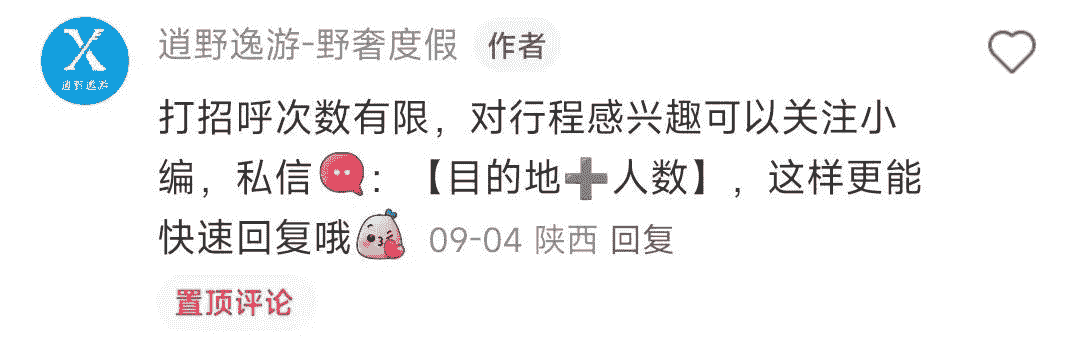 逍野逸游
逍野逸游-野奢度假 作者
打招呼次数有限，对行程感兴趣可以关注小
编，私信：【目的地➕人数】，这样更能
快速回复哦 09-04 陕西 回复
置顶评论